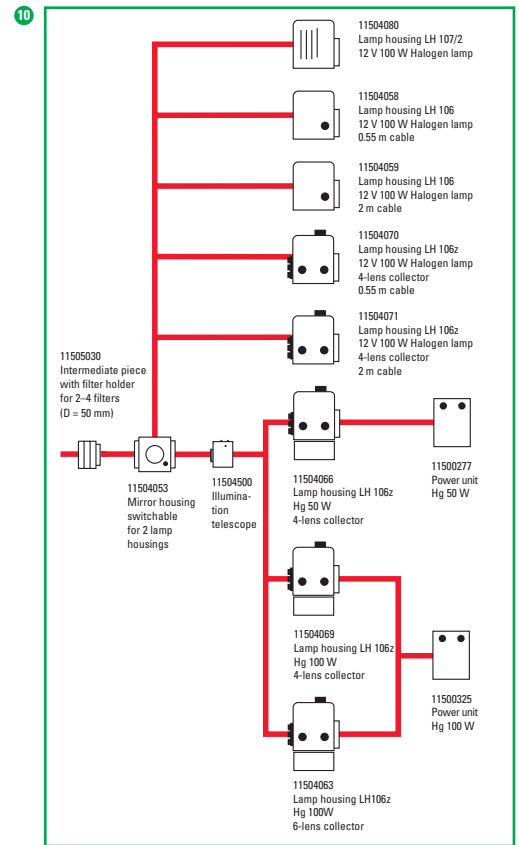 10
11504080
Lamp housing LH 107/2
12 V 100 W Halogen lamp
11504058
Lamp housing LH 106
12 V 100 W Halogen lamp
0.55 m cable
11504059
Lamp housing LH 106
12 V 100 W Halogen lamp
2 m cable
11504070
Lamp housing LH 106z
12 V 100 W Halogen lamp
4-lens collector
0.55 m cable
11504071
Lamp housing LH 106z
12 V 100 W Halogen lamp
4-lens collector
2 m cable
11505030
Intermediate piece
with filter holder
for 2–4 filters
(D = 50 mm)
11504053
Mirror housing
switchable
for 2 lamp
housings
11504500
Illumina-
tion
telescope
11504066
Lamp housing LH 106z
Hg 50 W
4-lens collector
11500277
Power unit
Hg 50 W
11504069
Lamp housing LH 106z
Hg 100 W
4-lens collector
11500325
Power unit
Hg 100 W
11504063
Lamp housing LH106z
Hg 100W
6-lens collector